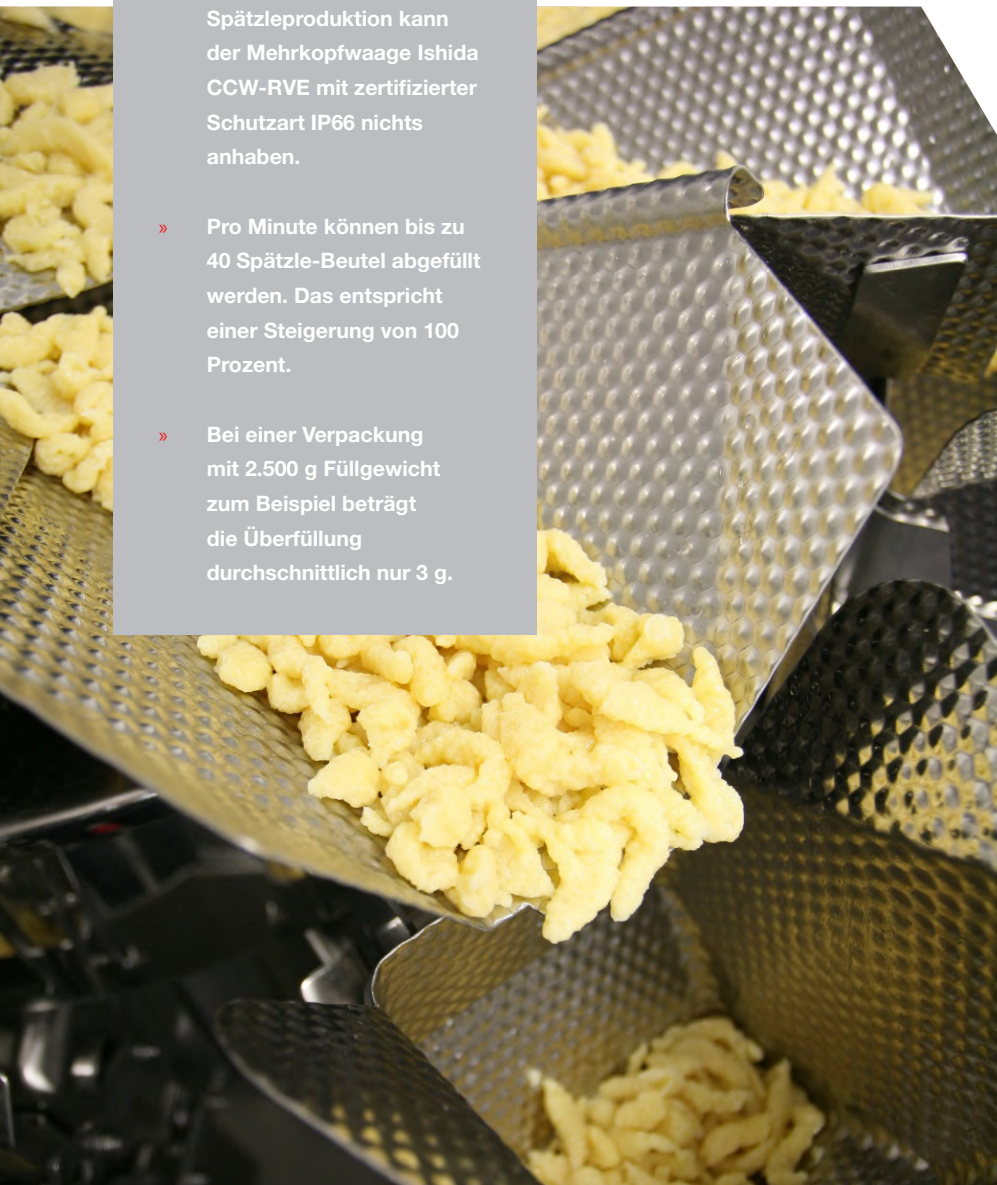 Spätzleproduktion kann
der Mehrkopfwaage Ishida
CCW-RVE mit zertifizierter
Schutzart IP66 nichts
anhaben.
» Pro Minute können bis zu
40 Spätzle-Beutel abgefüllt
werden. Das entspricht
einer Steigerung von 100
Prozent.
» Bei einer Verpackung
mit 2.500 g Füllgewicht
zum Beispiel beträgt
die Überfüllung
durchschnittlich nur 3 g.